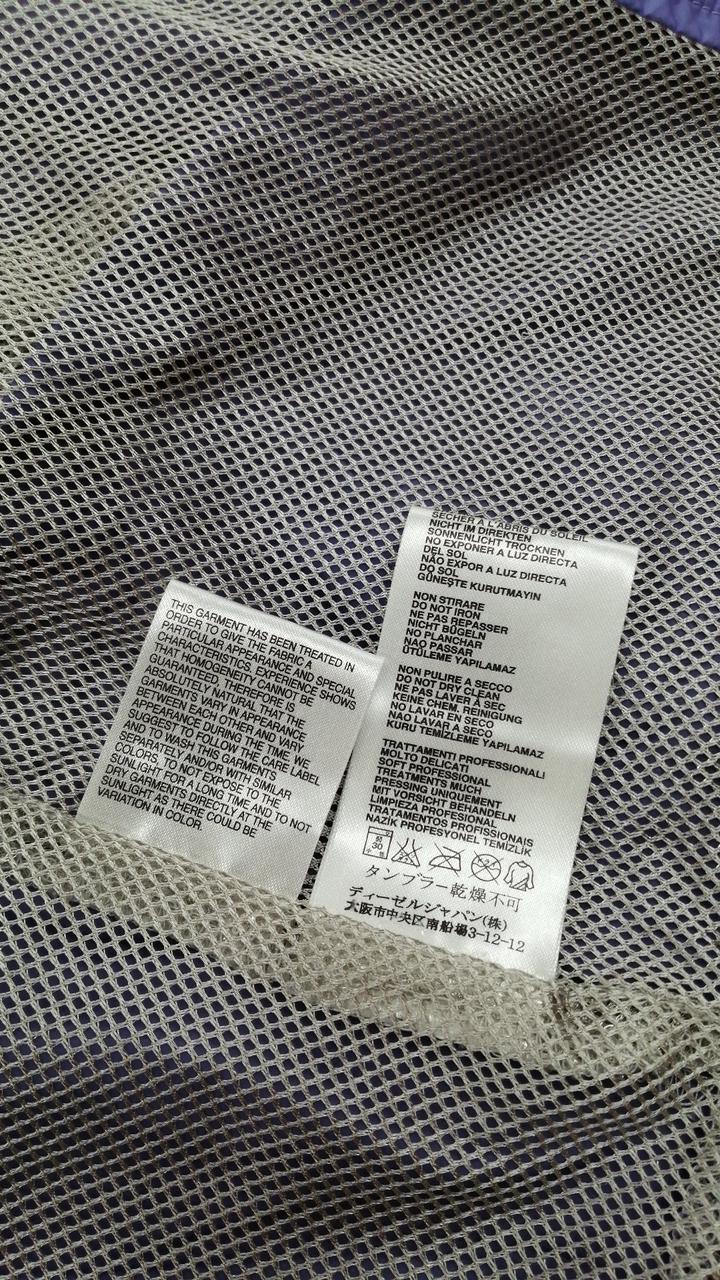 THIS GARMENT HAS BEEN TREATED IN
ORDER TO GIVE THE FABRIC A
PARTICULAR APPEARANCE AND SPECIAL
CHARACTERISTICS. EXPERIENCE SHOWS
THAT HOMOGENEITY CANNOT BE
GUARANTEED. THEREFORE IS
ABSOLUTELY NATURAL THAT THE
GARMENTS VARY IN APPEARANCE
BETWEEN EACH OTHER AND VARY
APPEARANCE DURING THE TIME. WE
SUGGEST TO FOLLOW THE CARE LABEL
AND TO WASH THIS GARMENTS
SEPARATELY AND/OR WITH SIMILAR
COLORS, TO NOT EXPOSE TO THE
SUNLIGHT FOR A LONG TIME AND TO NOT
DRY GARMENTS DIRECTLY AT THE
SUNLIGHT AS THERE COULD BE
VARIATION IN COLOR.
SECHER A L'ABRIS DU SOLEIL
NICHT IM DIREKTEN
SONNENLICHT TROCKNEN
NO EXPONER A LUZ DIRECTA
DEL SOL
NÃO EXPOR A LUZ DIRECTA
DO SOL
GÜNEŞTE KURUTMAYIN
NON STIRARE
DO NOT IRON
NE PAS REPASSER
NICHT BÜGELN
NO PLANCHAR
NAO PASSAR
ÜTÜLEME YAPILAMAZ
NON PULIRE A SECCO
DO NOT DRY CLEAN
NE PAS LAVER À SEC
KEINE CHEM. REINIGUNG
NO LAVAR EN SECO
NAO LAVAR A SECO
KURU TEMIZLEME YAPILAMAZ
TRATTAMENTI PROFESSIONALI
MOLTO DELICATI
SOFT PROFESSIONAL
TREATMENTS MUCH
PRESSING UNIQUEMENT
MIT VORSICHT BEHANDELN
LIMPIEZA PROFESIONAL
TRATAMENTOS PROFISSIONAIS
NAZİK PROFESYONEL TEMİZLİK
30
タンブラー乾燥不可
ディーゼルジャパン(株)
大阪市中央区南船場3-12-12